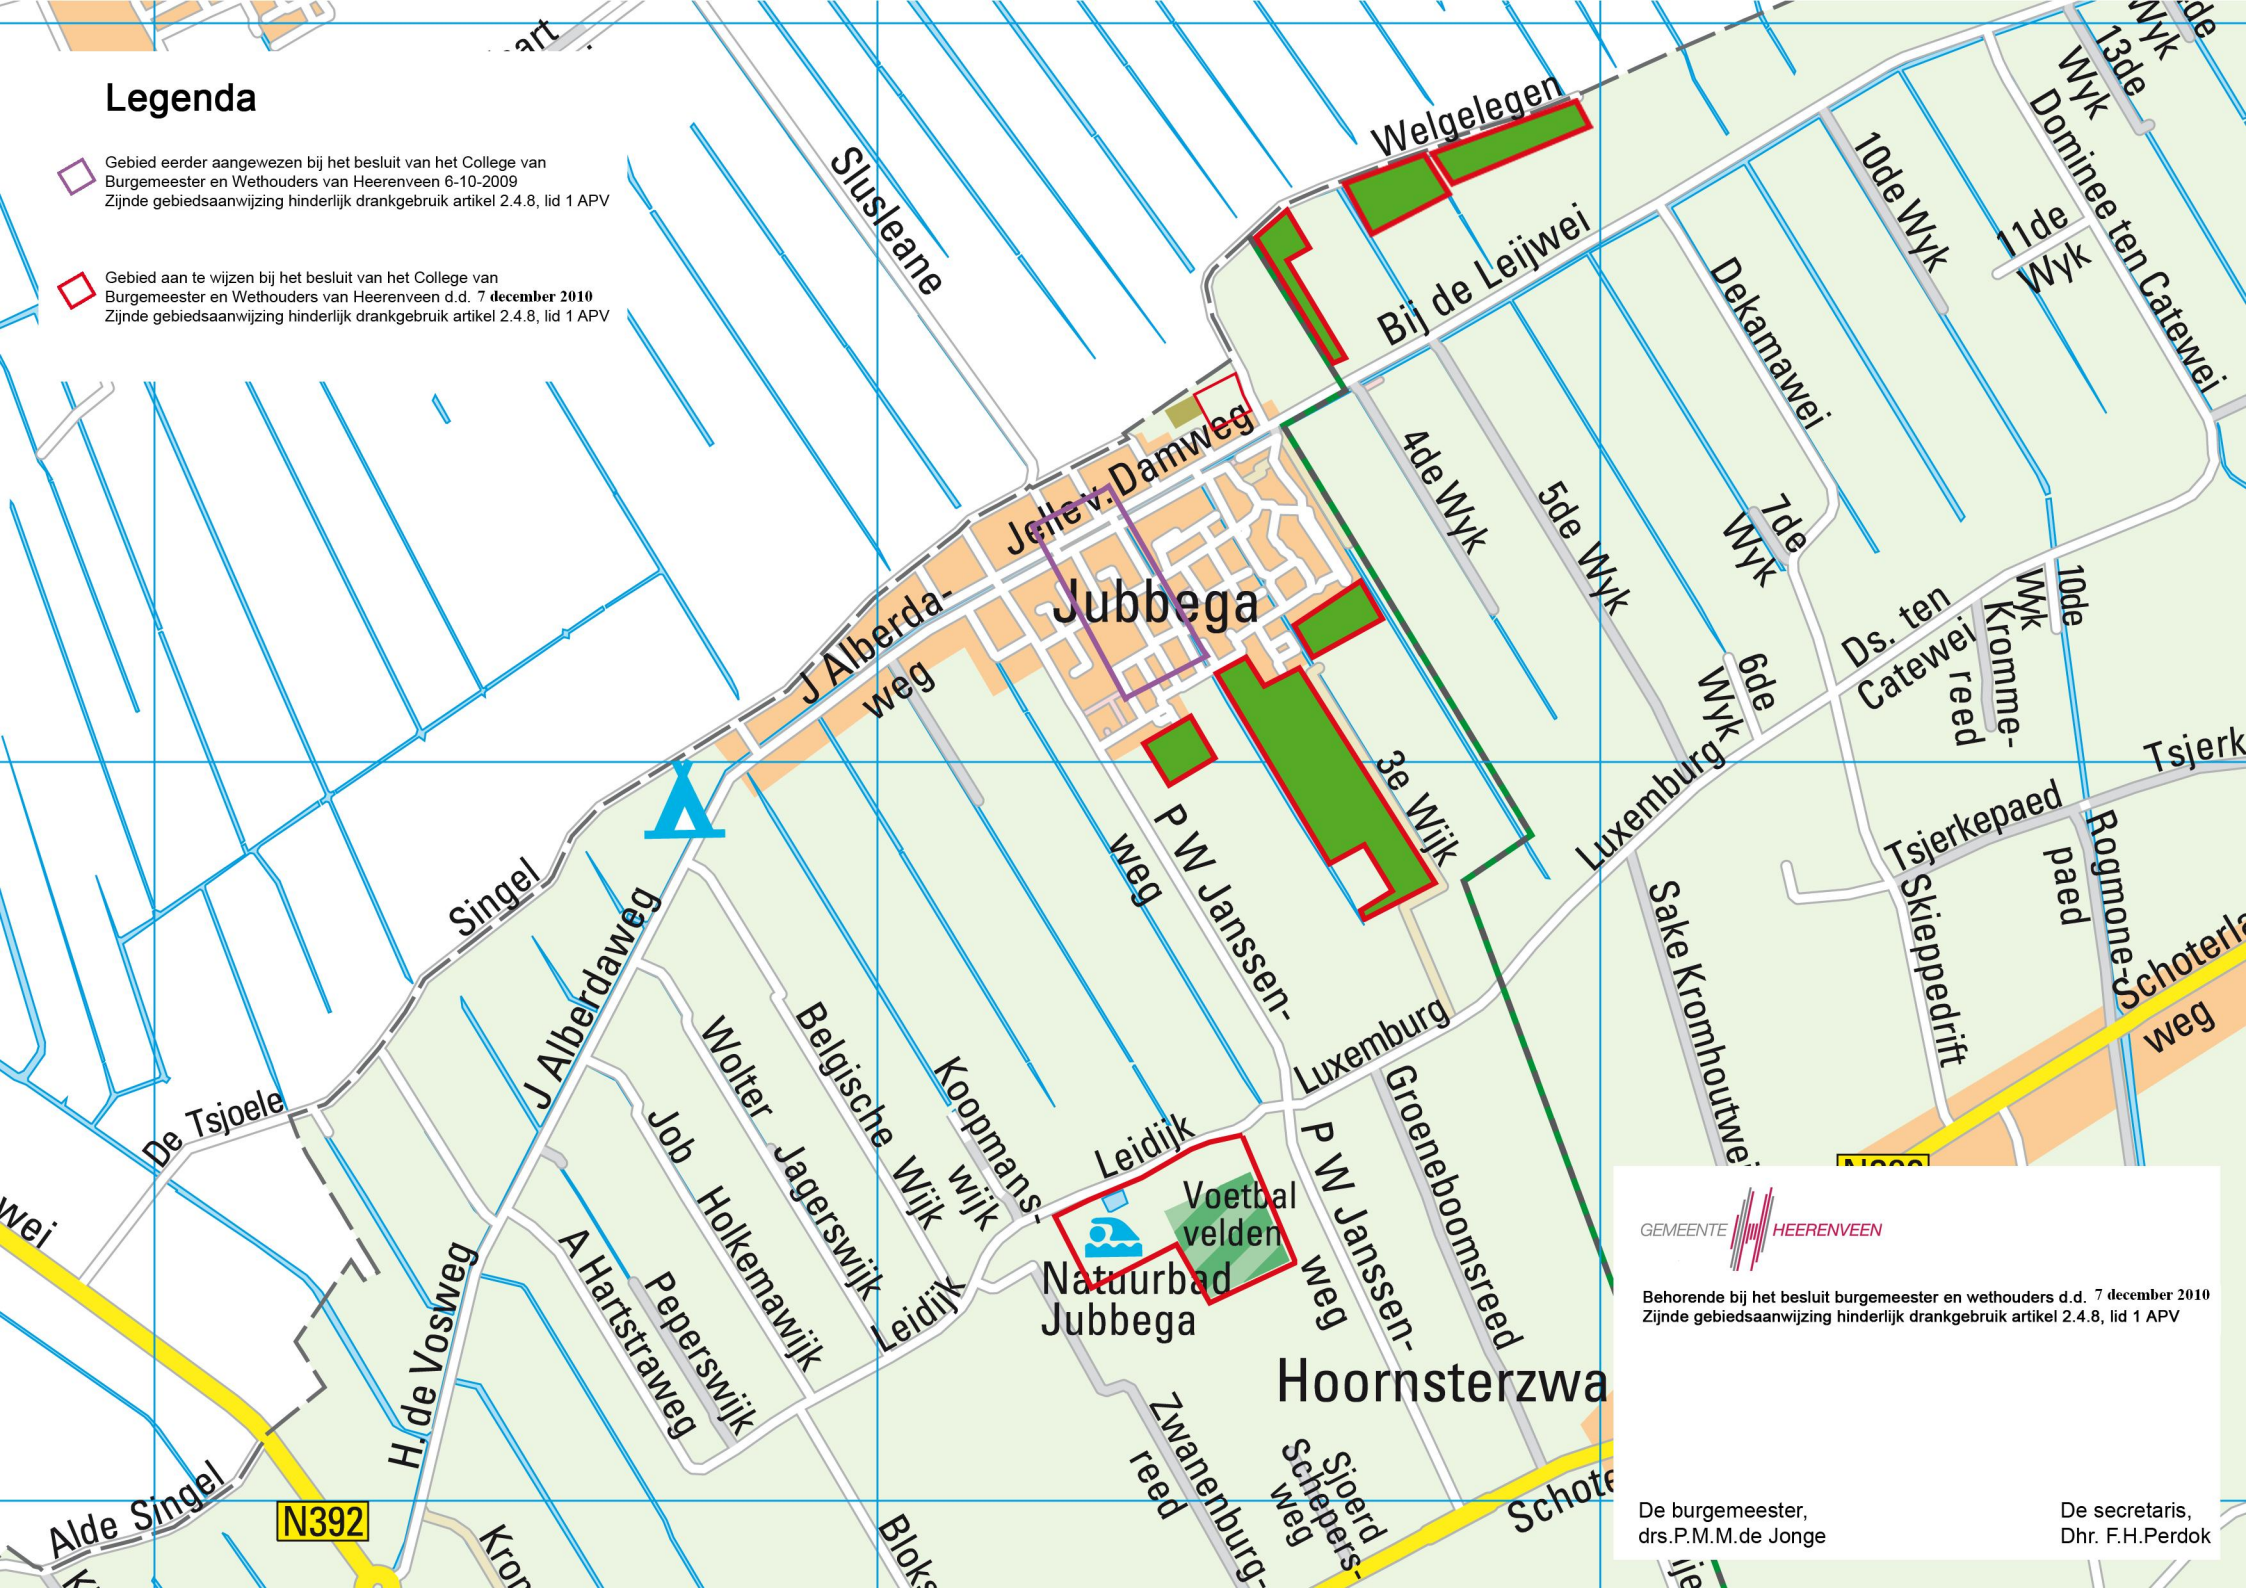 Legenda
Gebied eerder aangewezen bij het besluit van het College van
Burgemeester en Wethouders van Heerenveen 6-10-2009
Zijnde gebiedsaanwijzing hinderlijk drankgebruik artikel 2.4.8, lid 1 APV
Gebied aan te wijzen bij het besluit van het College van
Burgemeester en Wethouders van Heerenveen d.d. 7 december 2010
Zijnde gebiedsaanwijzing hinderlijk drankgebruik artikel 2.4.8, lid 1 APV
Slusleane
Welgelegen
Bij de Leijwei
13de
Wyk
Wyk
de
10de Wyk
11de
Wyk
Dominee ten Catewei
Dekamawei
Jelle v. Damweg
4de Wyk
5de Wyk
7de
Wyk
Jubbega
J Alberda-
weg
6de
Wyk
Ds. ten
Catewei
10de
Wyk
Kromme-
reed
Tsjerk
Tsjerkepaed
Rogmone-
paed
Luxemburg
3e Wijk
P W Janssen-
weg
Singel
J Alberdaweg
Sake Kromhoutwei
Skieppedrift
Schoterla
weg
Belgische Wijk
Wolter Jagerswijk
Koopmans-
wijk
Job Holkemawijk
De Tsjoele
Luxemburg
Groeneboomsreed
Leidijk
P W Janssen-
weg
Voetbal
velden
Natuurbad
Jubbega
wei
H. de Vosweg
A Hartstraweg
Peperswijk
Leidijk
Hoornsterzwa
Zwanenburg-
reed
Sjoerd
Schepers-
weg
Schote
Alde Singel
N392
Kron
Bloks
GEMEENTE HEERENVEEN
Behorende bij het besluit burgemeester en wethouders d.d. 7 december 2010
Zijnde gebiedsaanwijzing hinderlijk drankgebruik artikel 2.4.8, lid 1 APV
De burgemeester,
drs.P.M.M.de Jonge
De secretaris,
Dhr. F.H.Perdok